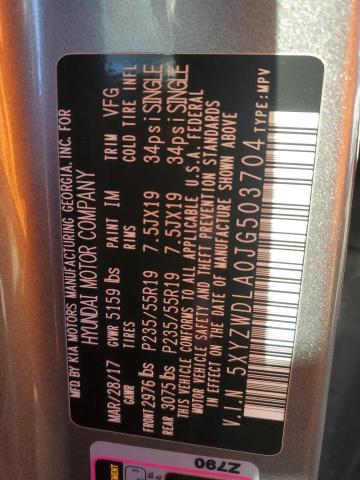 MFD. BY KIA MOTORS MANUFACTURING GEORGIA, INC. FOR
HYUNDAI MOTOR COMPANY
MAR/28/17 GVWR 5159 lbs PAINT IM TRIM VFG
GAWR TIRES RIMS COLD TIRE INFL
FRONT 2976 lbs P235/55R19 7.5JX19 34psi SINGLE
REAR 3075 lbs P235/55R19 7.5JX19 34psi SINGLE
THIS VEHICLE CONFORMS TO ALL APPLICABLE U.S.A. FEDERAL
MOTOR VEHICLE SAFETY AND THEFT PREVENTION STANDARDS
IN EFFECT ON THE DATE OF MANUFACTURE SHOWN ABOVE
V.I.N 5XYZWDLA0JG503704 TYPE:MPV
Z790